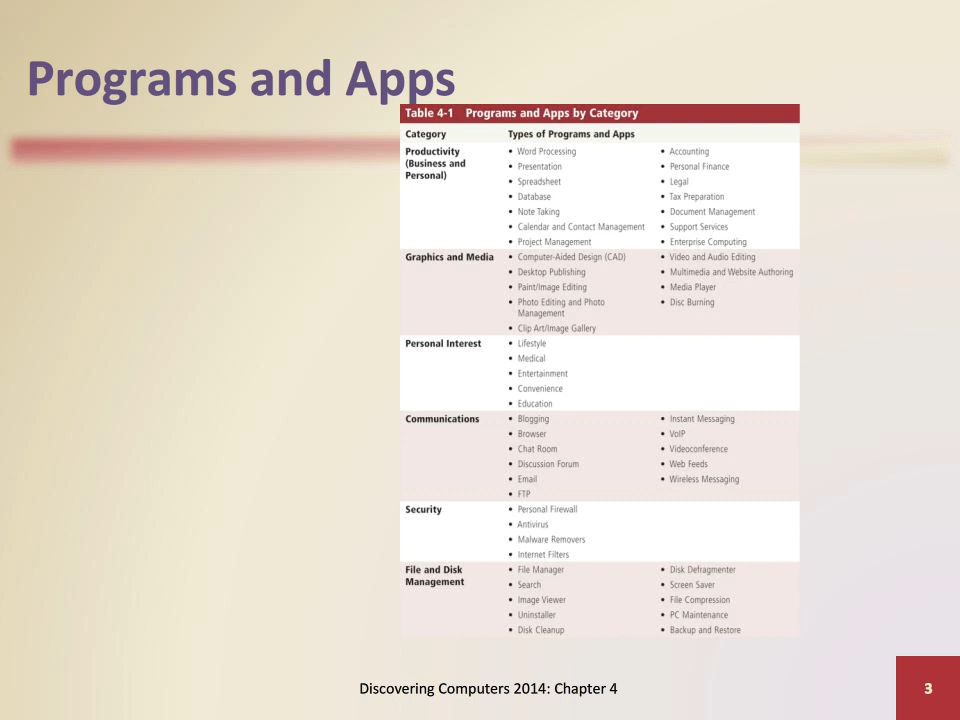 Programs and Apps
Table 4-1 Programs and Apps by Category
Category Types of Programs and Apps
Productivity (Business and Personal)
• Word Processing
• Presentation
• Spreadsheet
• Database
• Note Taking
• Calendar and Contact Management
• Project Management
• Accounting
• Personal Finance
• Legal
• Tax Preparation
• Document Management
• Support Services
• Enterprise Computing
Graphics and Media
• Computer-Aided Design (CAD)
• Desktop Publishing
• Paint/Image Editing
• Photo Editing and Photo
Management
• Clip Art/Image Gallery
• Video and Audio Editing
• Multimedia and Website Authoring
• Media Player
• Disc Burning
Personal Interest
• Lifestyle
• Medical
• Entertainment
• Convenience
• Education
Communications
• Blogging
• Browser
• Chat Room
• Discussion Forum
• Email
• FTP
• Instant Messaging
• VoIP
• Videoconference
• Web Feeds
• Wireless Messaging
Security
• Personal Firewall
• Antivirus
• Malware Removers
• Internet Filters
File and Disk
Management
• File Manager
• Search
• Image Viewer
• Uninstaller
• Disk Cleanup
• Disk Defragmenter
• Screen Saver
• File Compression
• PC Maintenance
• Backup and Restore
Discovering Computers 2014: Chapter 4
3